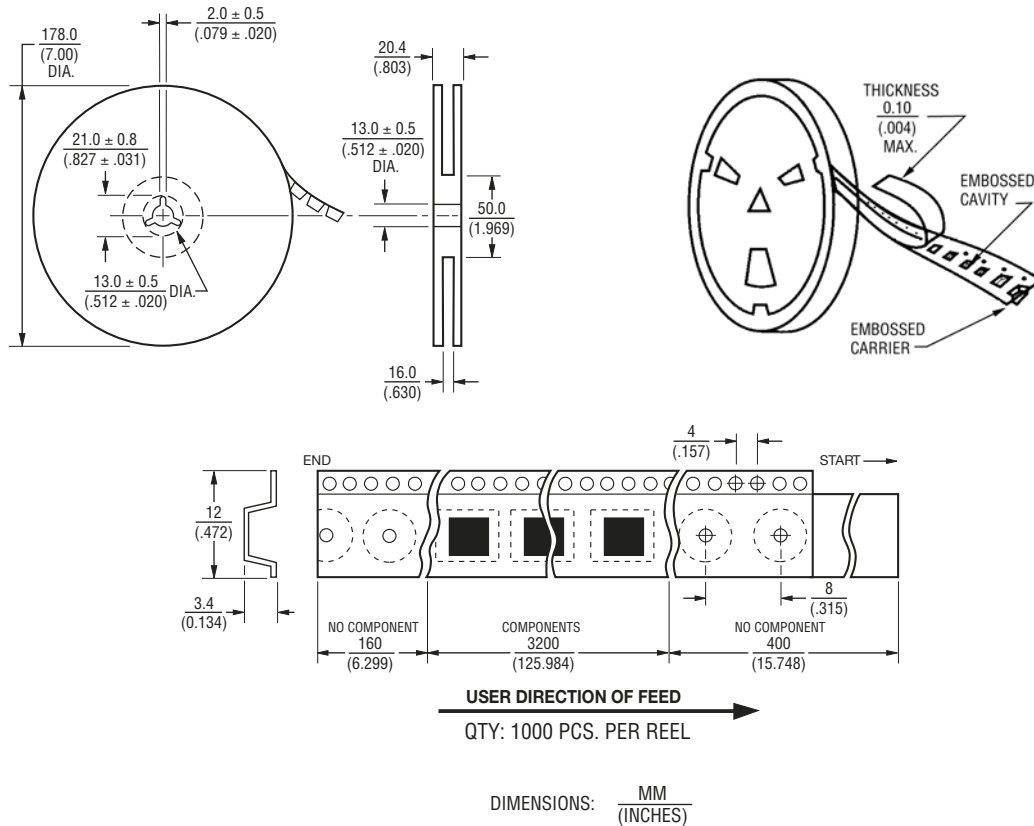 2.0 ± 0.5
(.079 ± .020)
178.0
(7.00)
DIA.
20.4
(.803)
21.0 ± 0.8
(.827 ± .031)
13.0 ± 0.5
(.512 ± .020)
DIA.
50.0
(1.969)
13.0 ± 0.5
(.512 ± .020)
DIA.
16.0
(.630)
THICKNESS
0.10
(.004)
MAX.
EMBOSSED
CAVITY
EMBOSSED
CARRIER
4
(.157)
END
START
12
(.472)
3.4
(0.134)
8
(.315)
NO COMPONENT
160
(6.299)
COMPONENTS
3200
(125.984)
NO COMPONENT
400
(15.748)
USER DIRECTION OF FEED
QTY: 1000 PCS. PER REEL
DIMENSIONS:
MM
(INCHES)